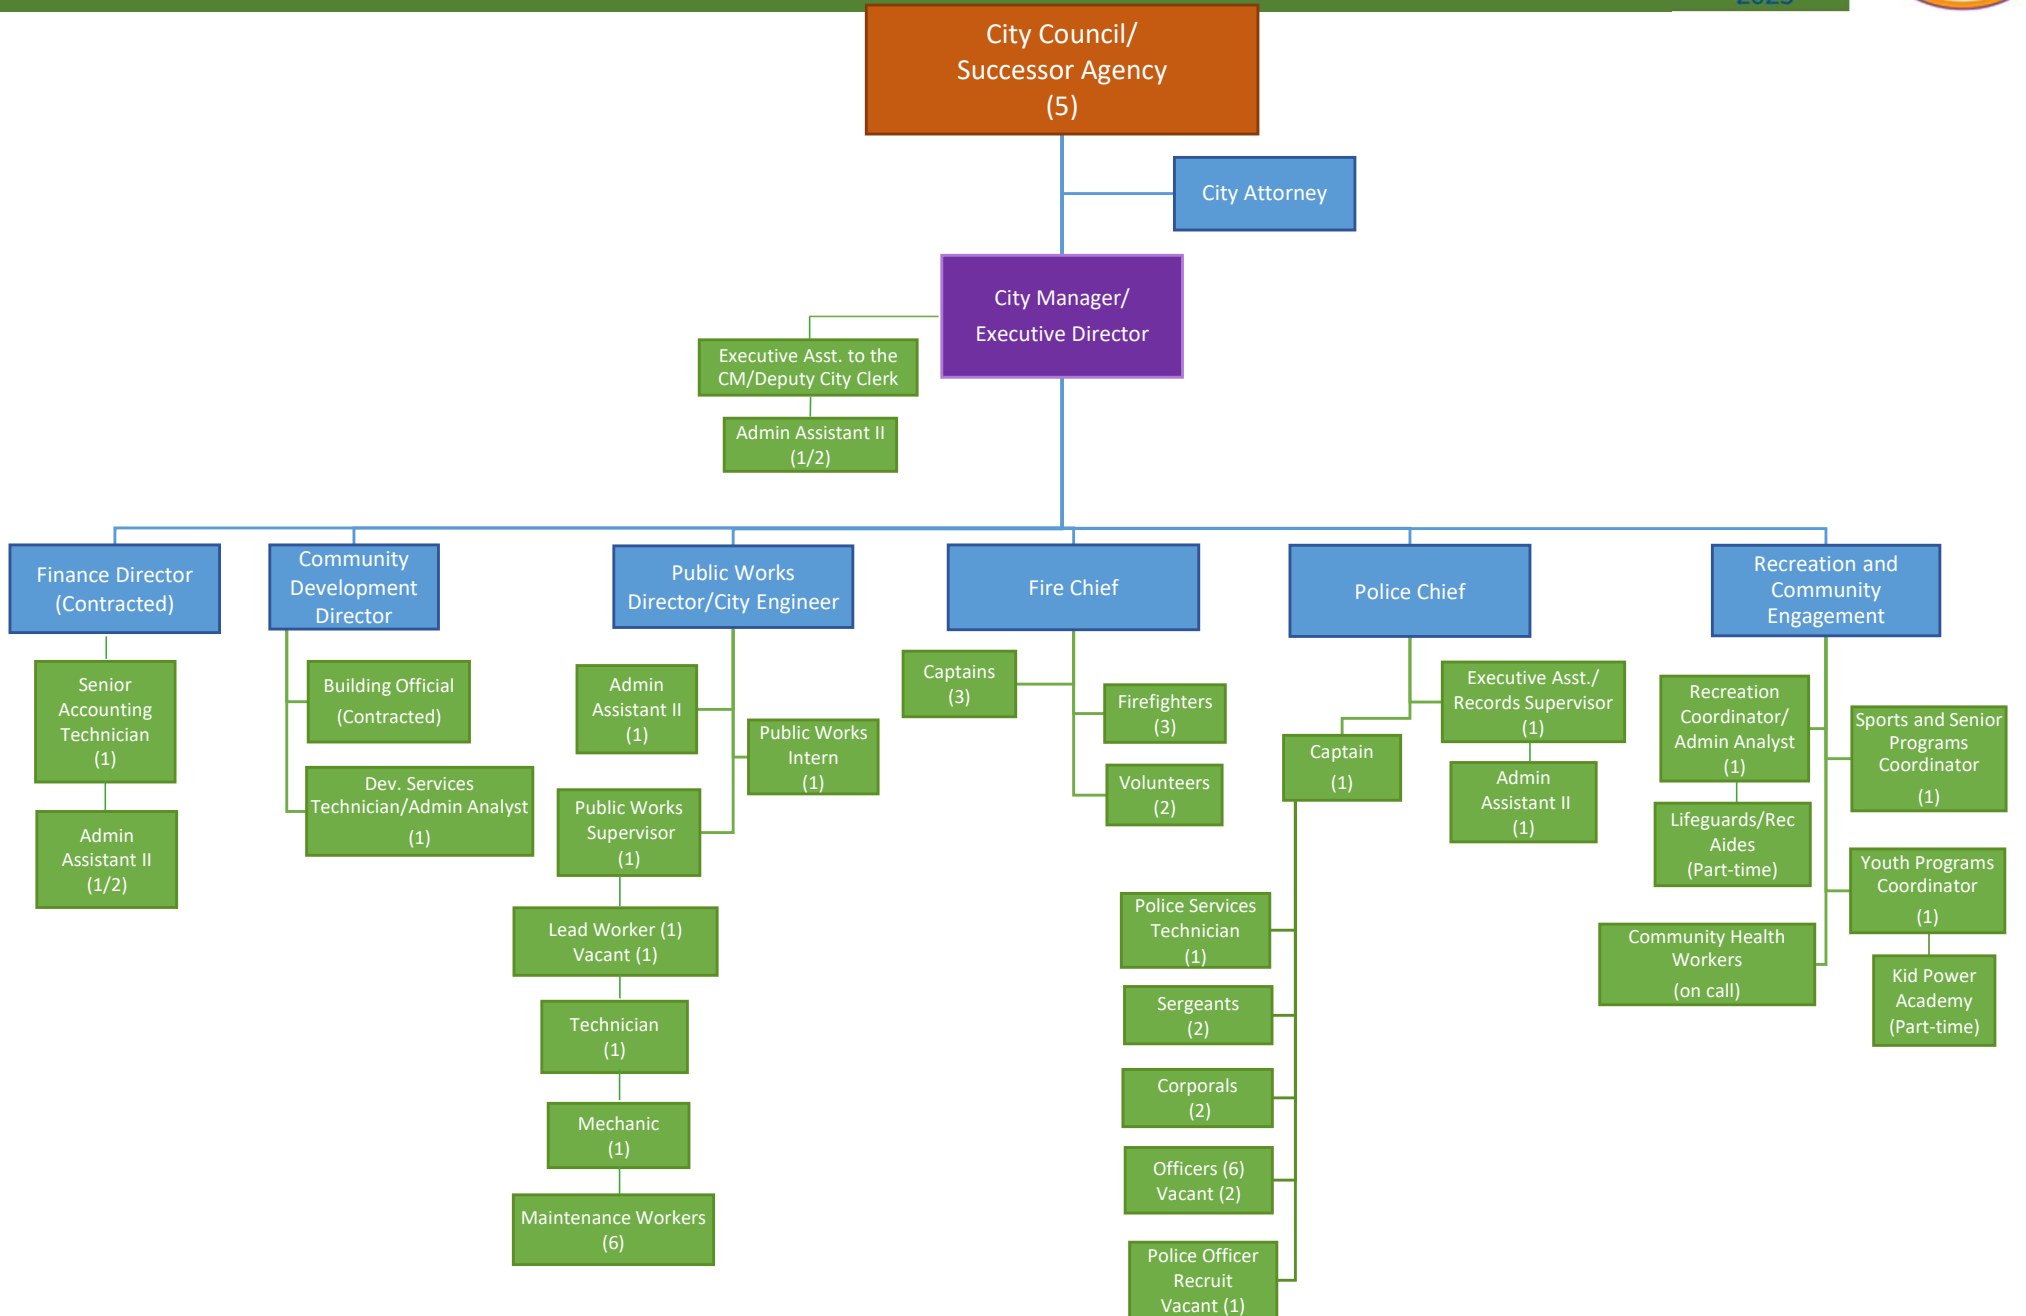 2023
City Council/
Successor Agency
(5)
City Attorney
City Manager/
Executive Director
Executive Asst. to the
CM/Deputy City Clerk
Admin Assistant II
(1/2)
Finance Director
(Contracted)
Senior
Accounting
Technician
(1)
Admin
Assistant II
(1/2)
Community
Development
Director
Building Official
(Contracted)
Dev. Services
Technician/Admin Analyst
(1)
Public Works
Director/City Engineer
Admin
Assistant II
(1)
Public Works
Intern
(1)
Public Works
Supervisor
(1)
Lead Worker (1)
Vacant (1)
Technician
(1)
Mechanic
(1)
Maintenance Workers
(6)
Fire Chief
Captains
(3)
Firefighters
(3)
Volunteers
(2)
Police Chief
Executive Asst./
Records Supervisor
(1)
Admin
Assistant II
(1)
Captain
(1)
Police Services
Technician
(1)
Sergeants
(2)
Corporals
(2)
Officers (6)
Vacant (2)
Police Officer
Recruit
Vacant (1)
Recreation and
Community
Engagement
Recreation
Coordinator/
Admin Analyst
(1)
Lifeguards/Rec
Aides
(Part-time)
Sports and Senior
Programs
Coordinator
(1)
Youth Programs
Coordinator
(1)
Kid Power
Academy
(Part-time)
Community Health
Workers
(on call)